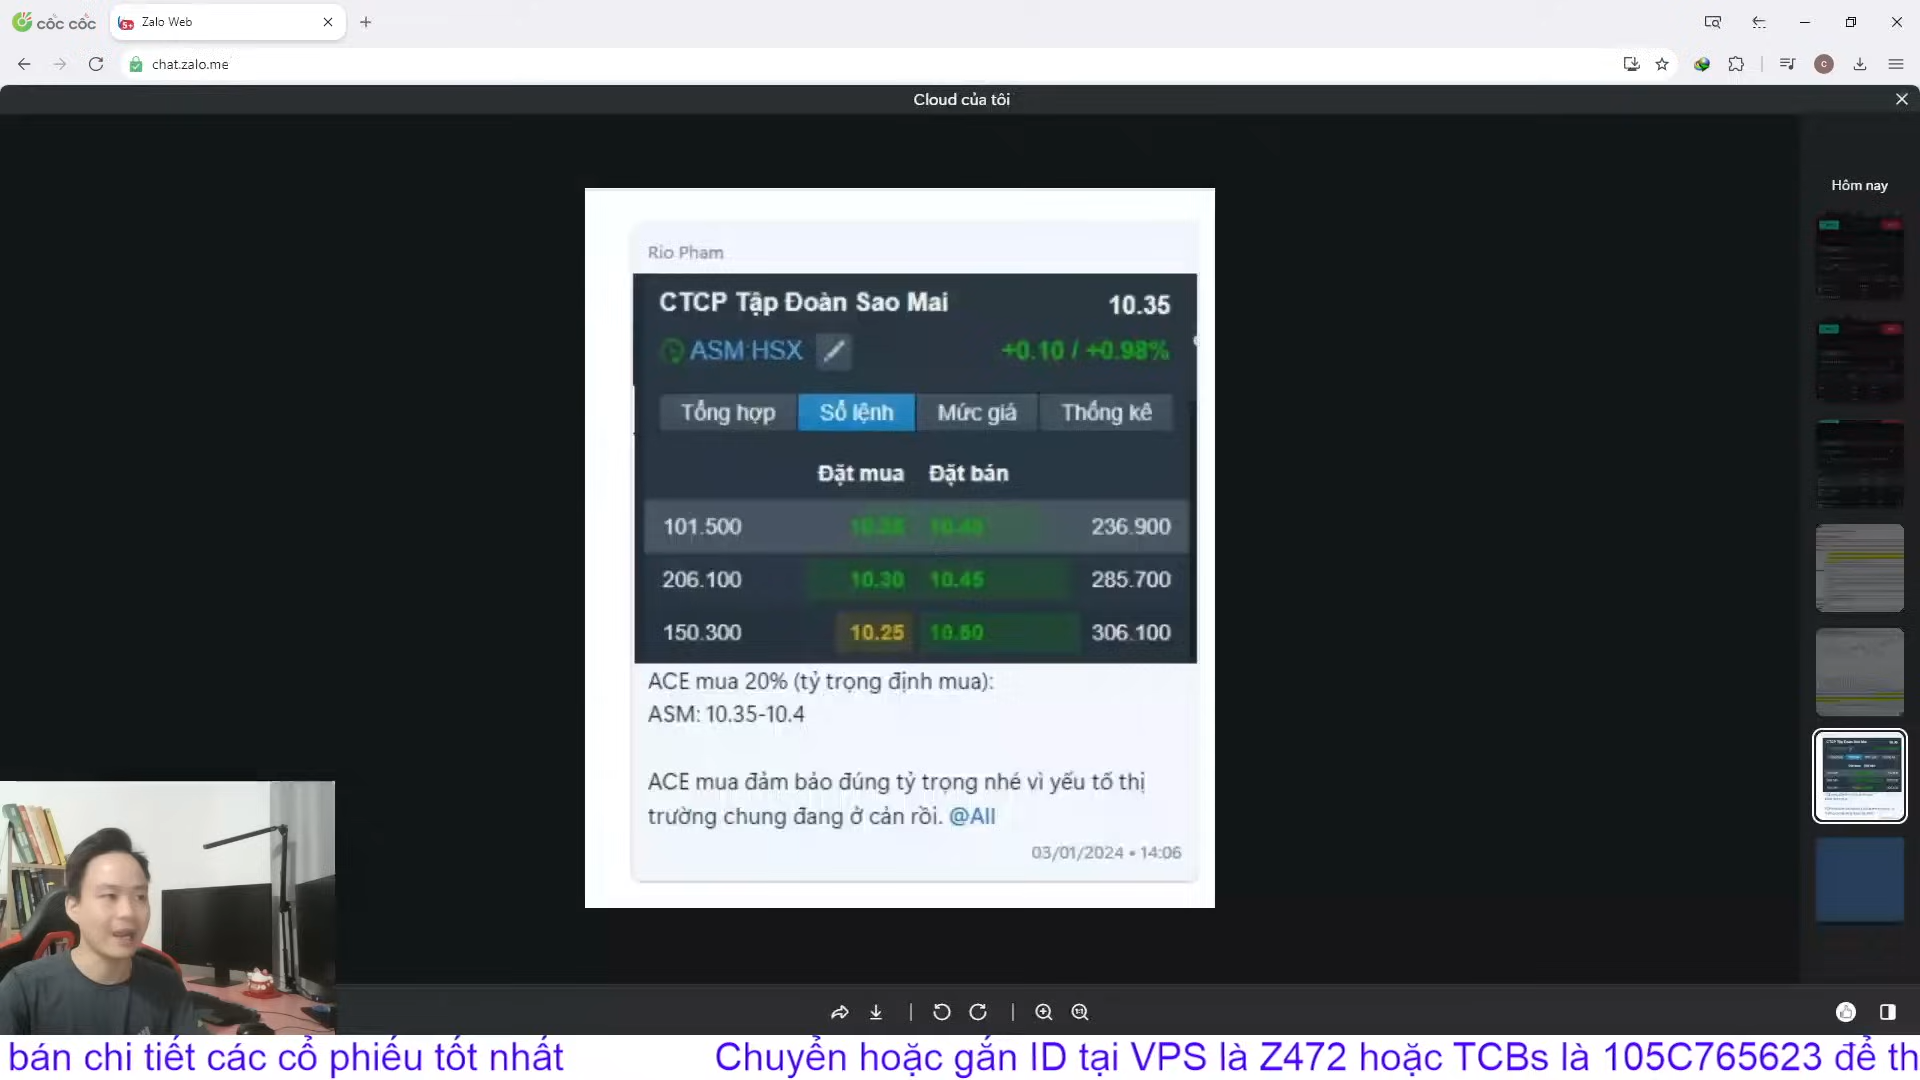 cốc cốc
Zalo Web
chat.zalo.me
C
Cloud của tôi
Hôm nay
Rio Pham
CTCP Tập Đoàn Sao Mai 10.35
ASM:HSX +0.10 / +0.98%
Tổng hợp Sổ lệnh Mức giá Thống kê
Đặt mua Đặt bán
101.500 236.900
206.100 10.30 10.45 285.700
150.300 10.25 10.50 306.100
ACE mua 20% (tỷ trọng định mua):
ASM: 10.35-10.4
ACE mua đảm bảo đúng tỷ trọng nhé vì yếu tố thị
trường chung đang ở cản rồi. @All
03/01/2024 • 14:06
bán chi tiết các cổ phiếu tốt nhất Chuyển hoặc gắn ID tại VPS là Z472 hoặc TCBs là 105C765623 để th